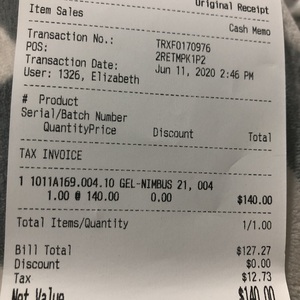 Original Receipt
Item Sales
Cash Memo
Transaction No.: TRXF0170976
POS: 2RETMPK1P2
Transaction Date: Jun 11, 2020 2:46 PM
User: 1326, Elizabeth
# Product
Serial/Batch Number
QuantityPrice Discount Total
TAX INVOICE
1 1011A169.004.10 GEL-NIMBUS 21, 004
1.00 @ 140.00 0.00 $140.00
Total Items/Quantity 1/1.00
Bill Total $127.27
Discount $0.00
Tax $12.73
Net Value $140.00